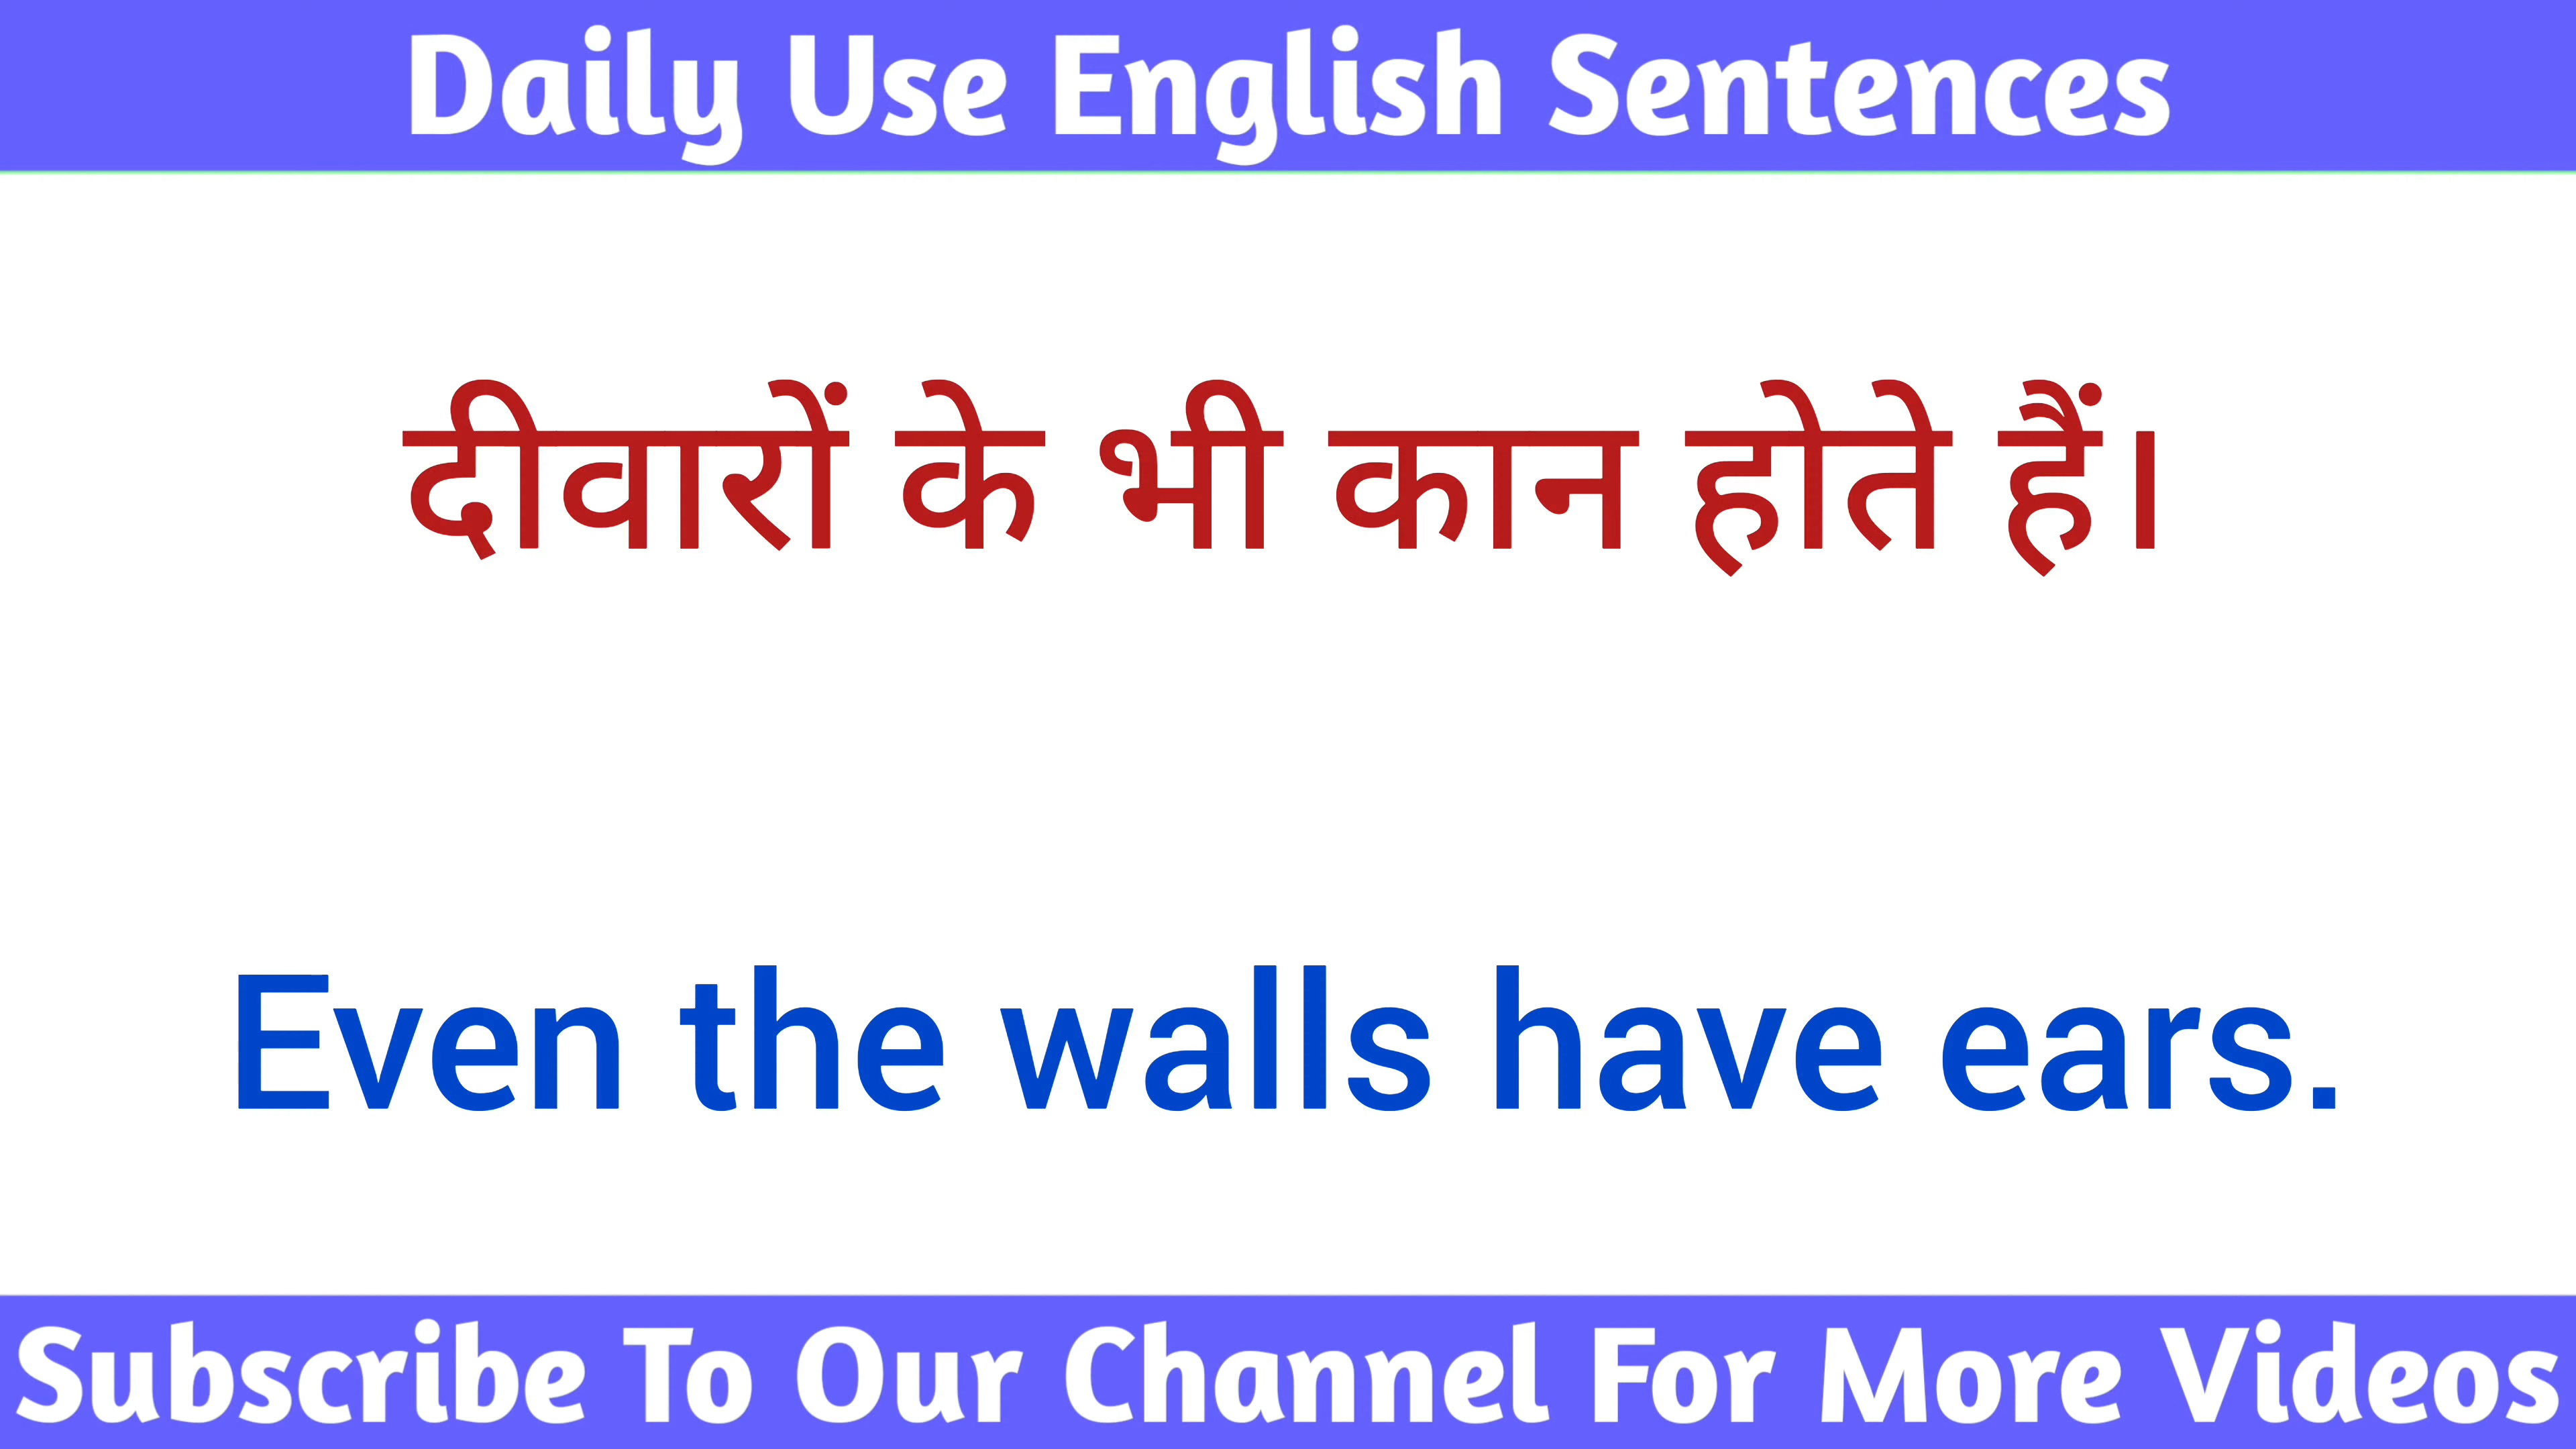 Daily Use English Sentences
दीवारों के भी कान होते हैं।
Even the walls have ears.
Subscribe To Our Channel For More Videos